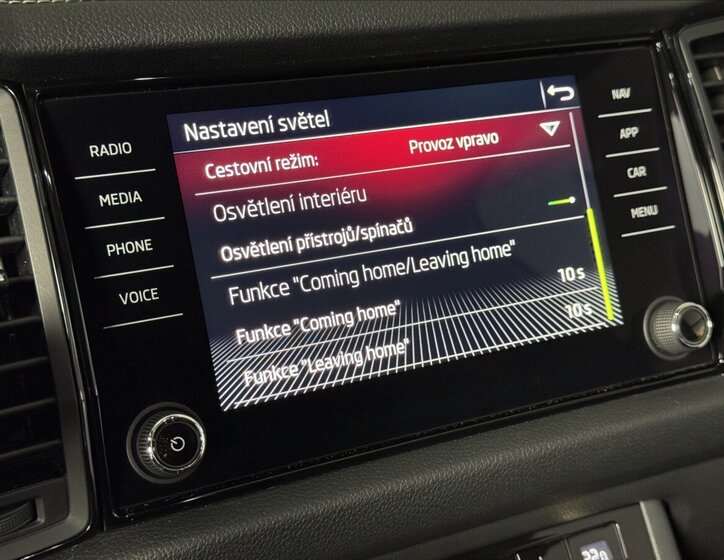 RADIO
MEDIA
PHONE
VOICE
Nastavení světel
Cestovní režim: Provoz vpravo
Osvětlení interiéru
Osvětlení přístrojů/spínačů
Funkce "Coming home/Leaving home"
Funkce "Coming home" 10 s
Funkce "Leaving home" 10 s
NAV
APP
CAR
MENU